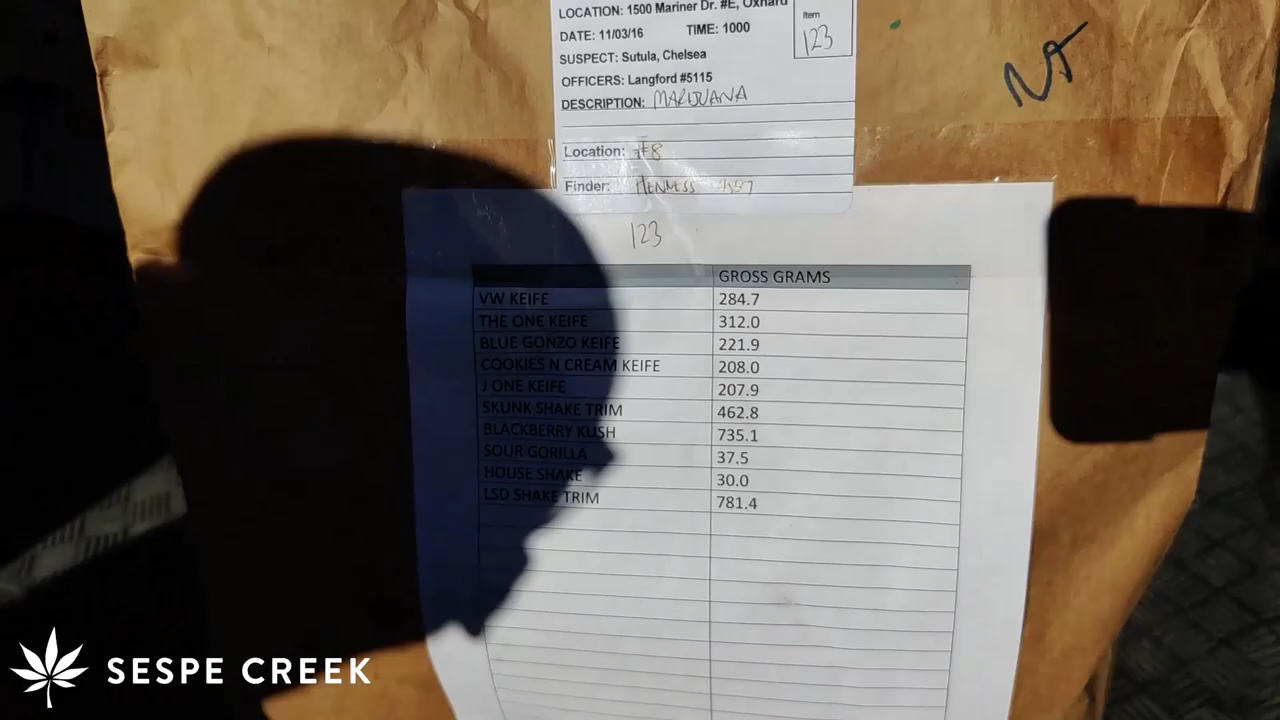 LOCATION: 1500 Mariner Dr. #E, Oxnard
DATE: 11/03/16 TIME: 1000
Item
123
SUSPECT: Sutula, Chelsea
OFFICERS: Langford #5115
DESCRIPTION: MARIJUANA
Location: #8
Finder:
NT
123
GROSS GRAMS
VW KEIFE 284.7
THE ONE KEIFE 312.0
BLUE GONZO KEIFE 221.9
COOKIES N CREAM KEIFE 208.0
J ONE KEIFE 207.9
SKUNK SHAKE TRIM 462.8
BLACKBERRY KUSH 735.1
SOUR GORILLA 37.5
HOUSE SHAKE 30.0
LSD SHAKE TRIM 781.4
SESPE CREEK